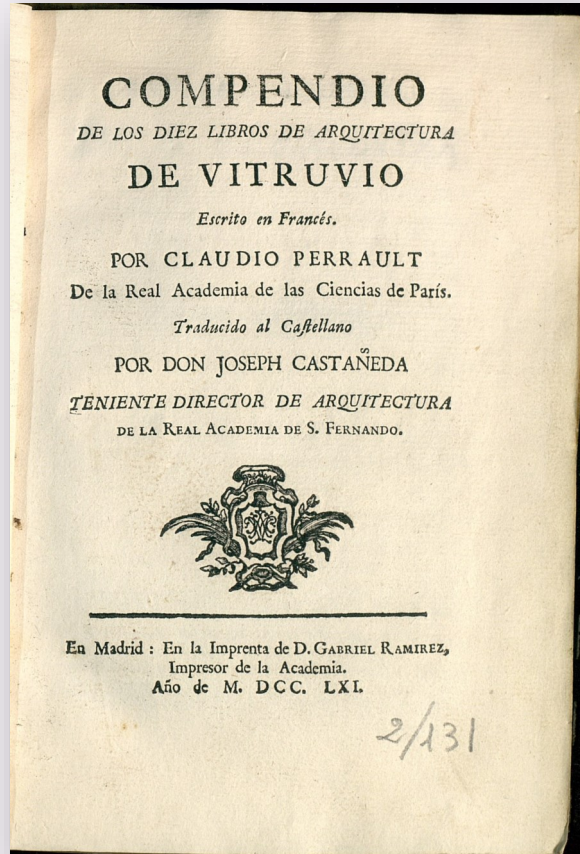 COMPENDIO
DE LOS DIEZ LIBROS DE ARQUITECTURA
DE VITRUVIO
Escrito en Francés.
POR CLAUDIO PERRAULT
De la Real Academia de las Ciencias de París.
Traducido al Caſtellano
POR DON JOSEPH CASTAÑEDA
TENIENTE DIRECTOR DE ARQUITECTURA
DE LA REAL ACADEMIA DE S. FERNANDO.
En Madrid : En la Imprenta de D. GABRIEL RAMIREZ,
Impresor de la Academia.
Año de M. DCC. LXI.
2/131